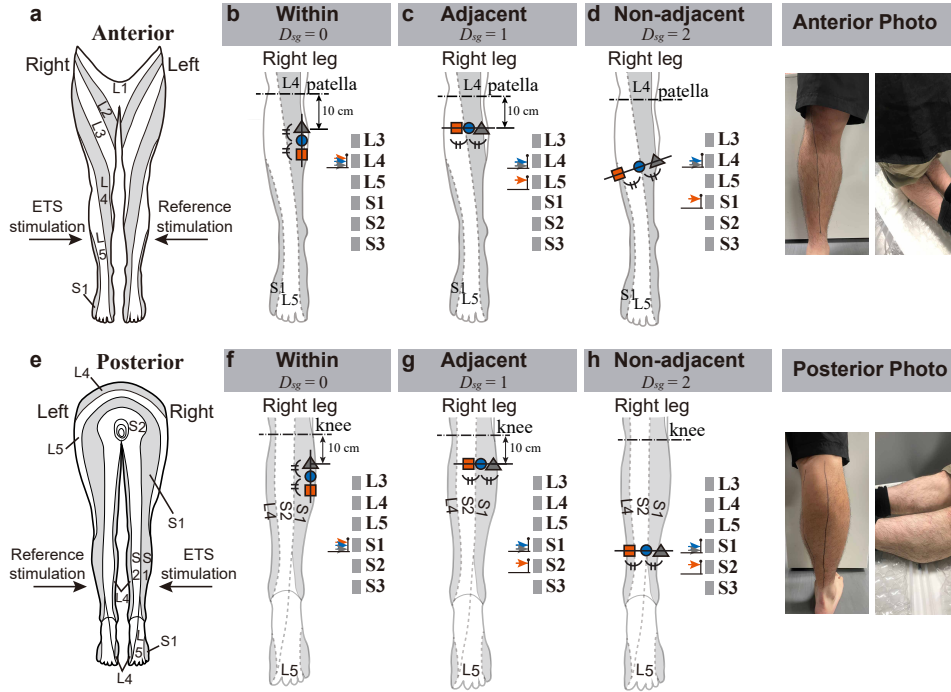 a
Anterior
Right
Left
L1
L2
L3
L4
L5
S1
ETS
stimulation
Reference
stimulation
b
Within
Dsg = 0
Right leg
L4
patella
10 cm
L3
L4
L5
S1
S2
S3
S1
L5
c
Adjacent
Dsg = 1
Right leg
L4
patella
10 cm
L3
L4
L5
S1
S2
S3
S1
L5
d
Non-adjacent
Dsg = 2
Right leg
L4
patella
L3
L4
L5
S1
S2
S3
S1
L5
Anterior Photo
e
Posterior
L4
Left
Right
S2
L5
S1
Reference
stimulation
S2
S1
ETS
stimulation
L4
L5
S1
L4
f
Within
Dsg = 0
Right leg
knee
10 cm
L4
S2
S1
L3
L4
L5
S1
S2
S3
L5
g
Adjacent
Dsg = 1
Right leg
knee
10 cm
L4
S2
S1
L3
L4
L5
S1
S2
S3
L5
h
Non-adjacent
Dsg = 2
Right leg
knee
L4
S2
S1
L3
L4
L5
S1
S2
S3
L5
Posterior Photo